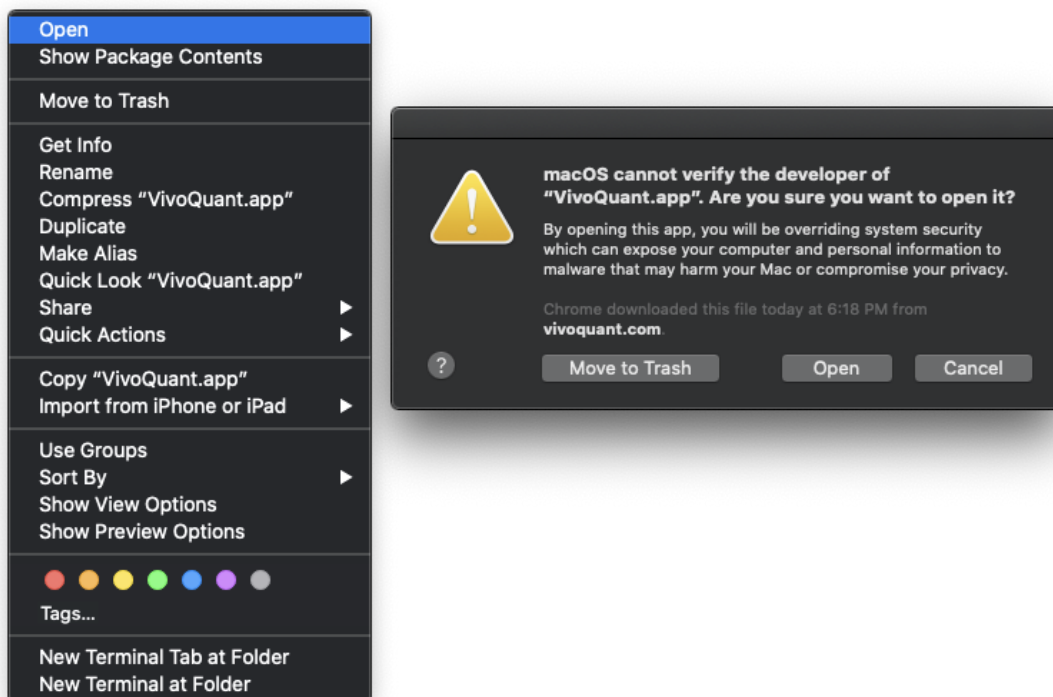 Open
Show Package Contents
Move to Trash
Get Info
Rename
Compress “VivoQuant.app”
Duplicate
Make Alias
Quick Look “VivoQuant.app”
Share
Quick Actions
Copy “VivoQuant.app”
Import from iPhone or iPad
Use Groups
Sort By
Show View Options
Show Preview Options
Tags...
New Terminal Tab at Folder
New Terminal at Folder
macOS cannot verify the developer of
“VivoQuant.app”. Are you sure you want to open it?
By opening this app, you will be overriding system security
which can expose your computer and personal information to
malware that may harm your Mac or compromise your privacy.
Chrome downloaded this file today at 6:18 PM from
vivoquant.com.
?
Move to Trash
Open
Cancel